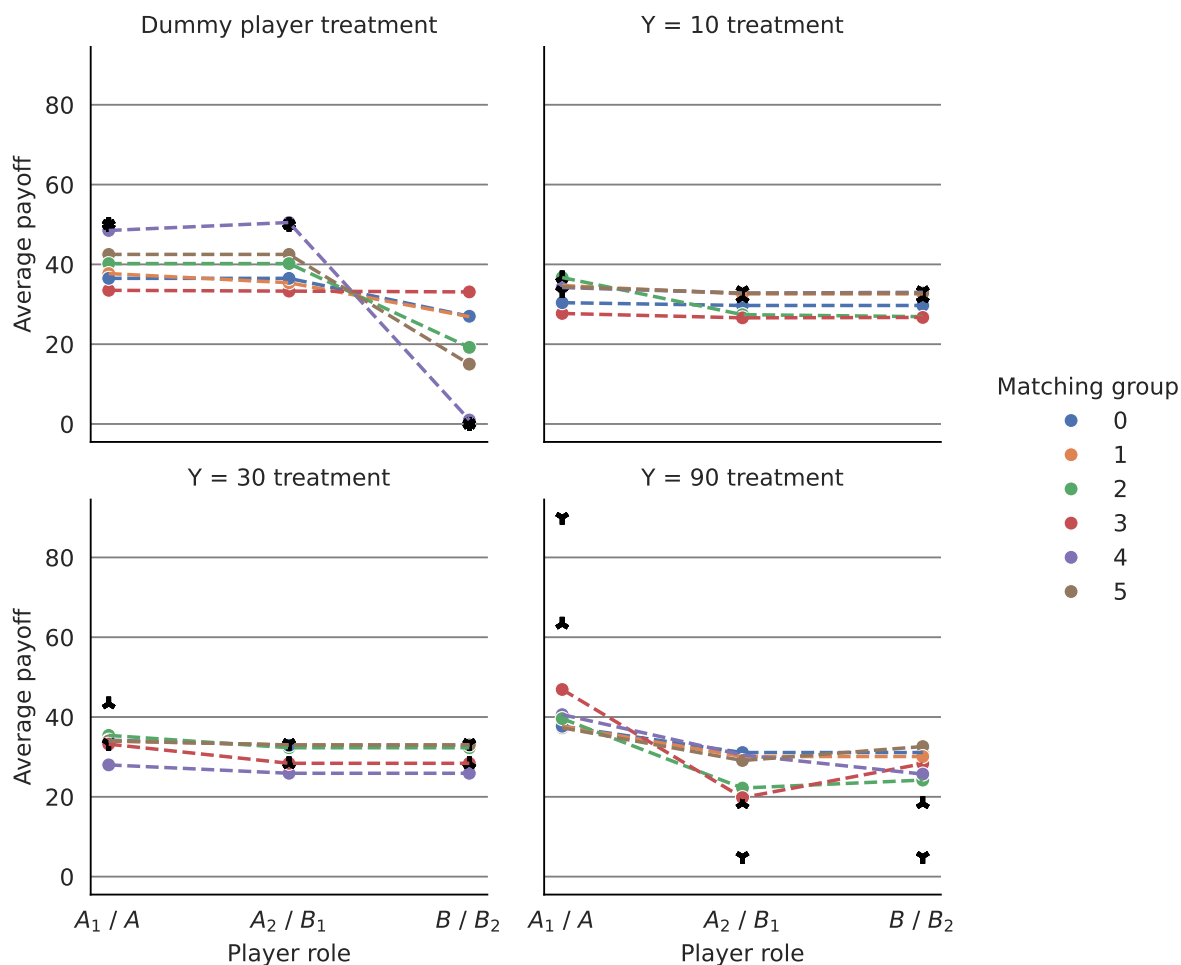 Dummy player treatment
Y = 10 treatment
Average payoff
80
60
40
20
0
Matching group
0
1
2
3
4
5
Y = 30 treatment
Y = 90 treatment
Average payoff
80
60
40
20
0
A₁ / A
A₂ / B₁
B / B₂
A₁ / A
A₂ / B₁
B / B₂
Player role
Player role